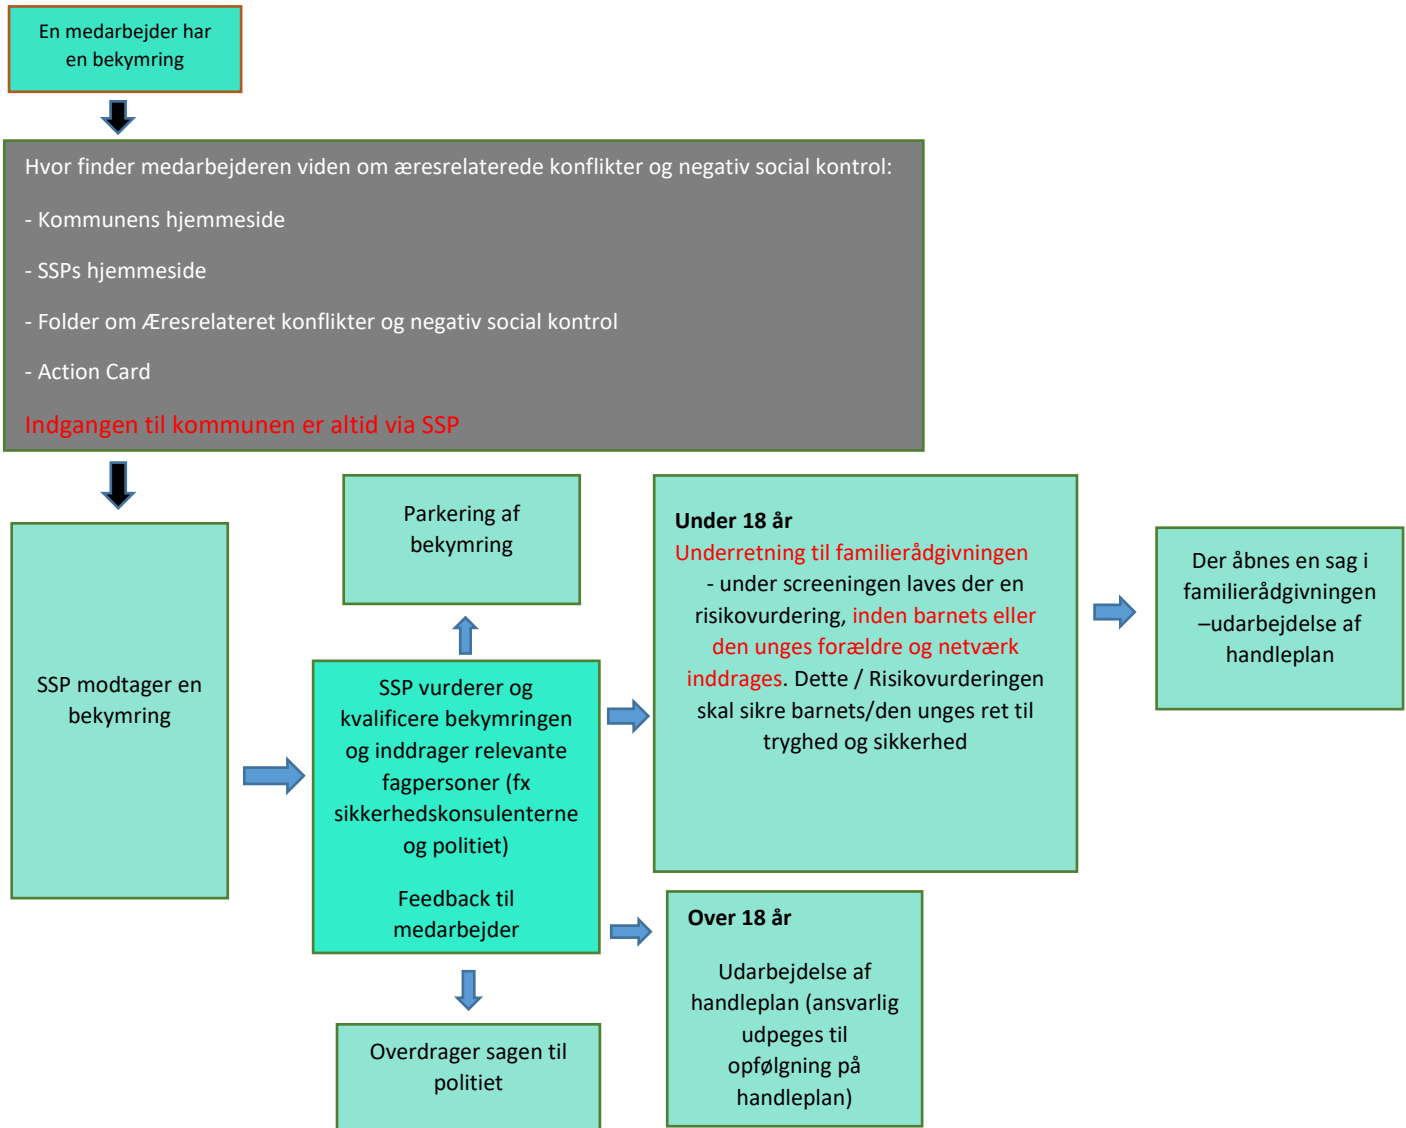 En medarbejder har
en bekymring
Hvor finder medarbejderen viden om æresrelaterede konflikter og negativ social kontrol:
- Kommunens hjemmeside
- SSPs hjemmeside
- Folder om Æresrelateret konflikter og negativ social kontrol
- Action Card
Indgangen til kommunen er altid via SSP
SSP modtager en
bekymring
Parkering af
bekymring
SSP vurderer og
kvalificere bekymringen
og inddrager relevante
fagpersoner (fx
sikkerhedskonsulenterne
og politiet)
Feedback til
medarbejder
Overdrager sagen til
politiet
Under 18 år
Underretning til familierådgivningen
- under screeningen laves der en
risikovurdering, inden barnets eller
den unges forældre og netværk
inddrages. Dette / Risikovurderingen
skal sikre barnets/den unges ret til
tryghed og sikkerhed
Der åbnes en sag i
familierådgivningen
–udarbejdelse af
handleplan
Over 18 år
Udarbejdelse af
handleplan (ansvarlig
udpeges til
opfølgning på
handleplan)